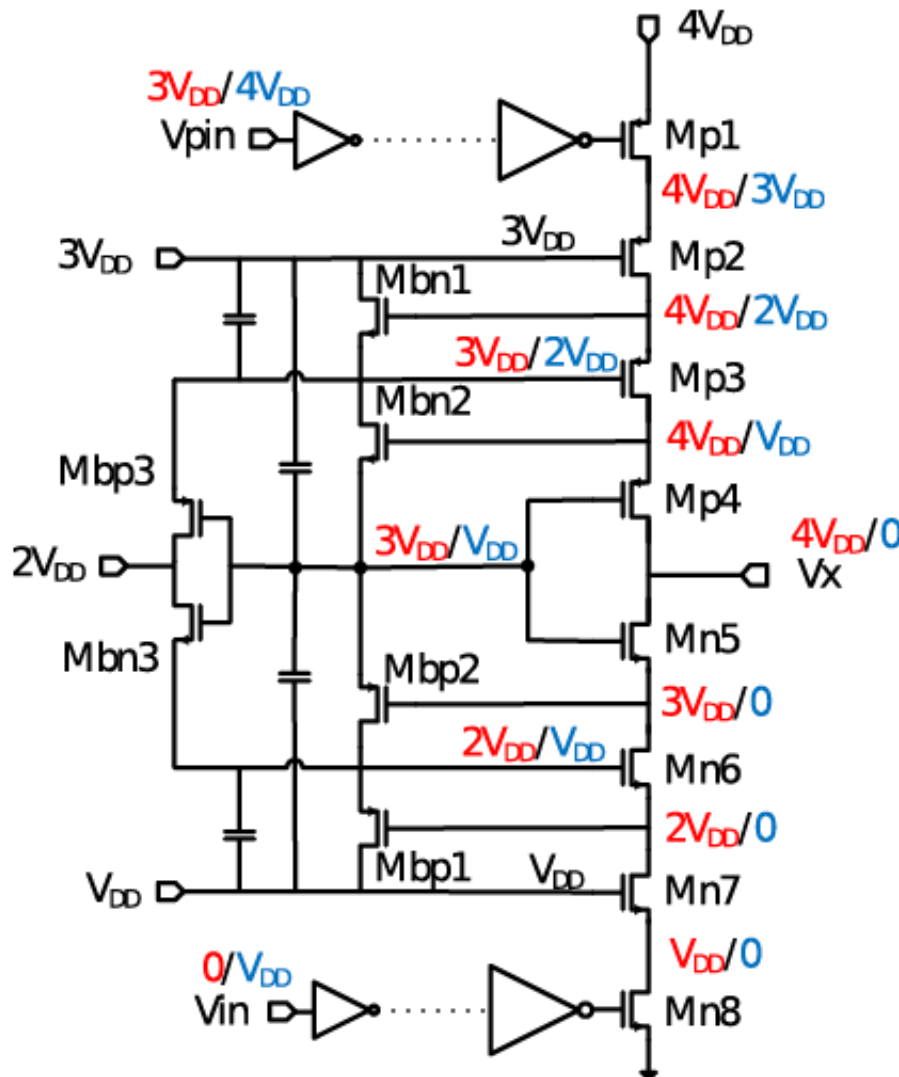 4VDD
3VDD/4VDD
Vpin
Mp1
4VDD/3VDD
3VDD
3VDD
Mp2
Mbn1
4VDD/2VDD
3VDD/2VDD
Mp3
Mbn2
4VDD/VDD
Mbp3
Mp4
3VDD/VDD
4VDD/0
2VDD
Vx
Mn5
Mbn3
Mbp2
3VDD/0
2VDD/VDD
Mn6
2VDD/0
Mbp1
VDD
VDD
Mn7
0/VDD
VDD/0
Vin
Mn8